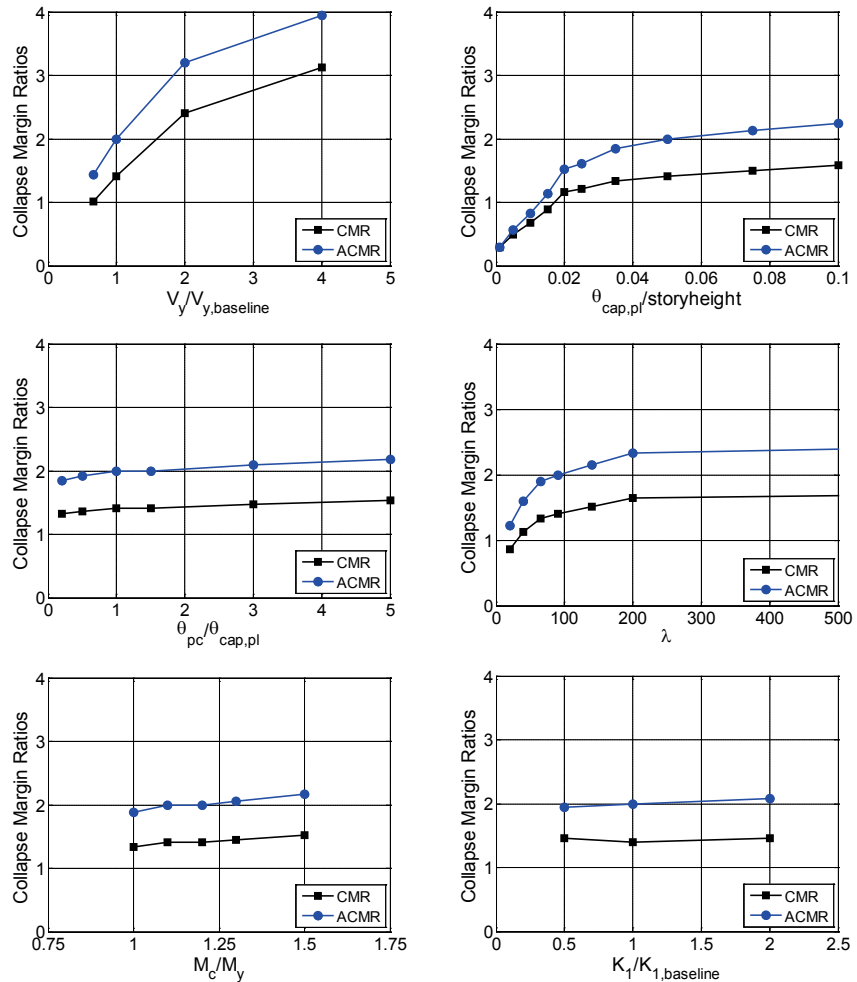 Collapse Margin Ratios
4
3
2
1
0
CMR
ACMR
0 1 2 3 4 5
V_y/V_y,baseline
Collapse Margin Ratios
4
3
2
1
0
CMR
ACMR
0 0.02 0.04 0.06 0.08 0.1
θ_cap,pl/storyheight
Collapse Margin Ratios
4
3
2
1
0
CMR
ACMR
0 1 2 3 4 5
θ_pc/θ_cap,pl
Collapse Margin Ratios
4
3
2
1
0
CMR
ACMR
0 100 200 300 400 500
λ
Collapse Margin Ratios
4
3
2
1
0
CMR
ACMR
0.75 1 1.25 1.5 1.75
M_c/M_y
Collapse Margin Ratios
4
3
2
1
0
CMR
ACMR
0 0.5 1 1.5 2 2.5
K_1/K_1,baseline